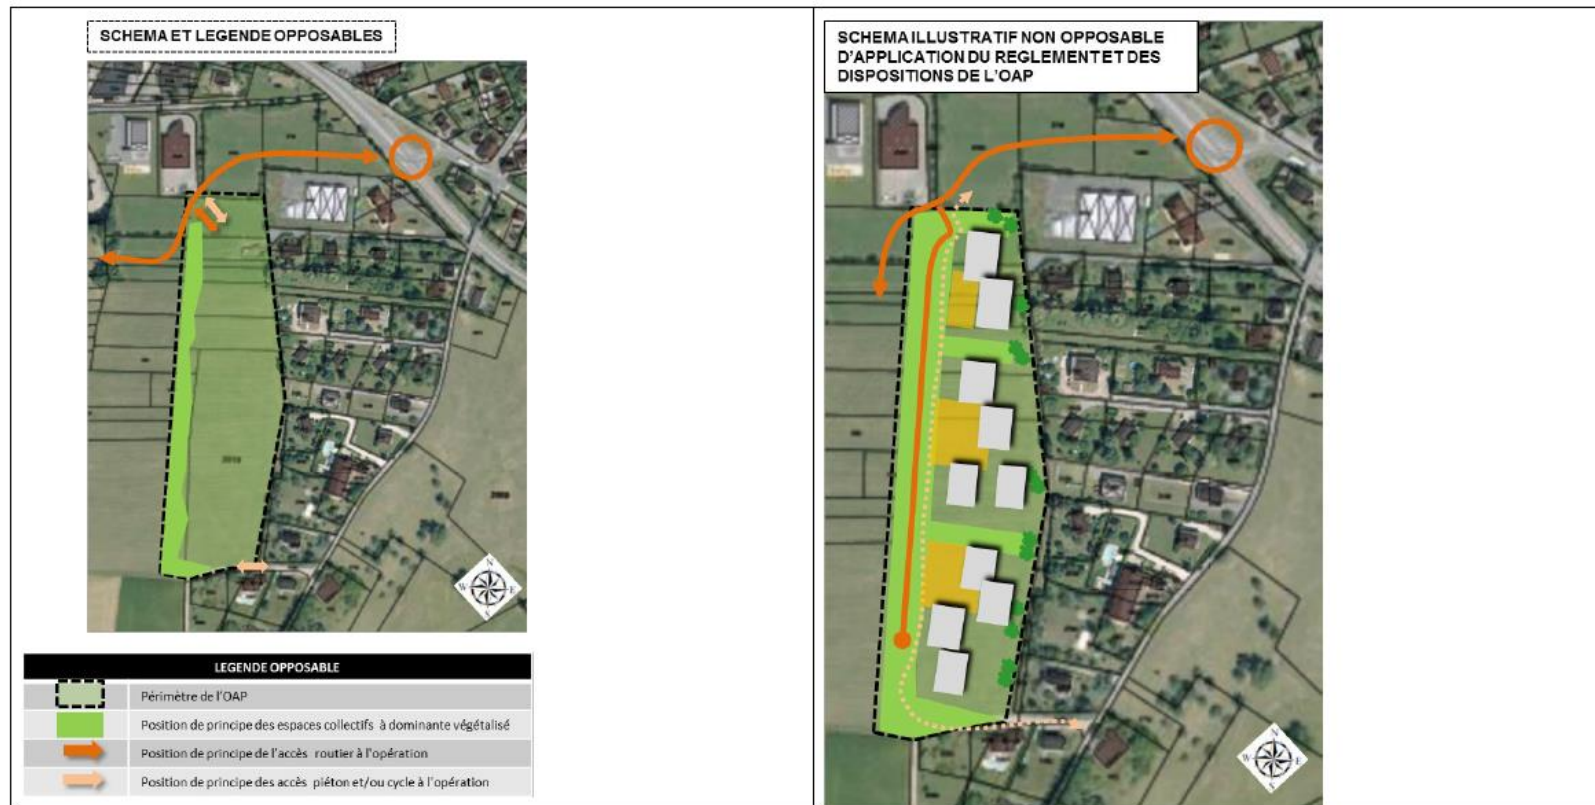 SCHEMA ET LEGENDE OPPOSABLES
N
W
E
S
LEGENDE OPPOSABLE
Périmètre de l'OAP
Position de principe des espaces collectifs à dominante végétalisé
Position de principe de l'accès routier à l'opération
Position de principe des accès piéton et/ou cycle à l'opération
SCHEMA ILLUSTRATIF NON OPPOSABLE
D'APPLICATION DU REGLEMENT ET DES
DISPOSITIONS DE L'OAP
N
W
E
S